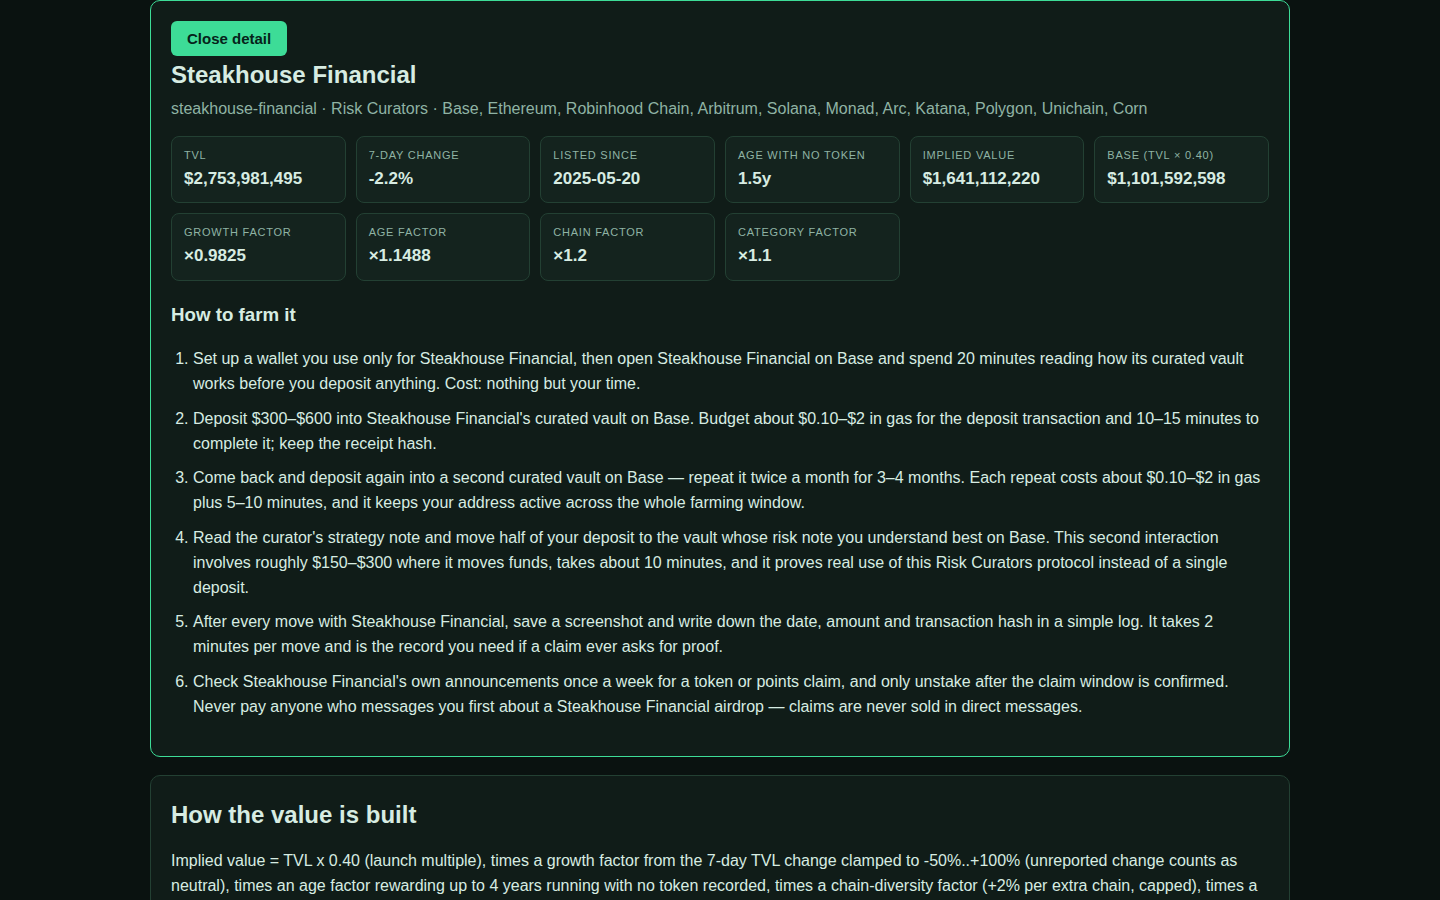 Close detail
Steakhouse Financial
steakhouse-financial · Risk Curators · Base, Ethereum, Robinhood Chain, Arbitrum, Solana, Monad, Arc, Katana, Polygon, Unichain, Corn
TVL
$2,753,981,495
7-DAY CHANGE
-2.2%
LISTED SINCE
2025-05-20
AGE WITH NO TOKEN
1.5y
IMPLIED VALUE
$1,641,112,220
BASE (TVL × 0.40)
$1,101,592,598
GROWTH FACTOR
×0.9825
AGE FACTOR
×1.1488
CHAIN FACTOR
×1.2
CATEGORY FACTOR
×1.1
How to farm it
1. Set up a wallet you use only for Steakhouse Financial, then open Steakhouse Financial on Base and spend 20 minutes reading how its curated vault
works before you deposit anything. Cost: nothing but your time.
2. Deposit $300–$600 into Steakhouse Financial's curated vault on Base. Budget about $0.10–$2 in gas for the deposit transaction and 10–15 minutes to
complete it; keep the receipt hash.
3. Come back and deposit again into a second curated vault on Base — repeat it twice a month for 3–4 months. Each repeat costs about $0.10–$2 in gas
plus 5–10 minutes, and it keeps your address active across the whole farming window.
4. Read the curator's strategy note and move half of your deposit to the vault whose risk note you understand best on Base. This second interaction
involves roughly $150–$300 where it moves funds, takes about 10 minutes, and it proves real use of this Risk Curators protocol instead of a single
deposit.
5. After every move with Steakhouse Financial, save a screenshot and write down the date, amount and transaction hash in a simple log. It takes 2
minutes per move and is the record you need if a claim ever asks for proof.
6. Check Steakhouse Financial's own announcements once a week for a token or points claim, and only unstake after the claim window is confirmed.
Never pay anyone who messages you first about a Steakhouse Financial airdrop — claims are never sold in direct messages.
How the value is built
Implied value = TVL x 0.40 (launch multiple), times a growth factor from the 7-day TVL change clamped to -50%..+100% (unreported change counts as
neutral), times an age factor rewarding up to 4 years running with no token recorded, times a chain-diversity factor (+2% per extra chain, capped), times a